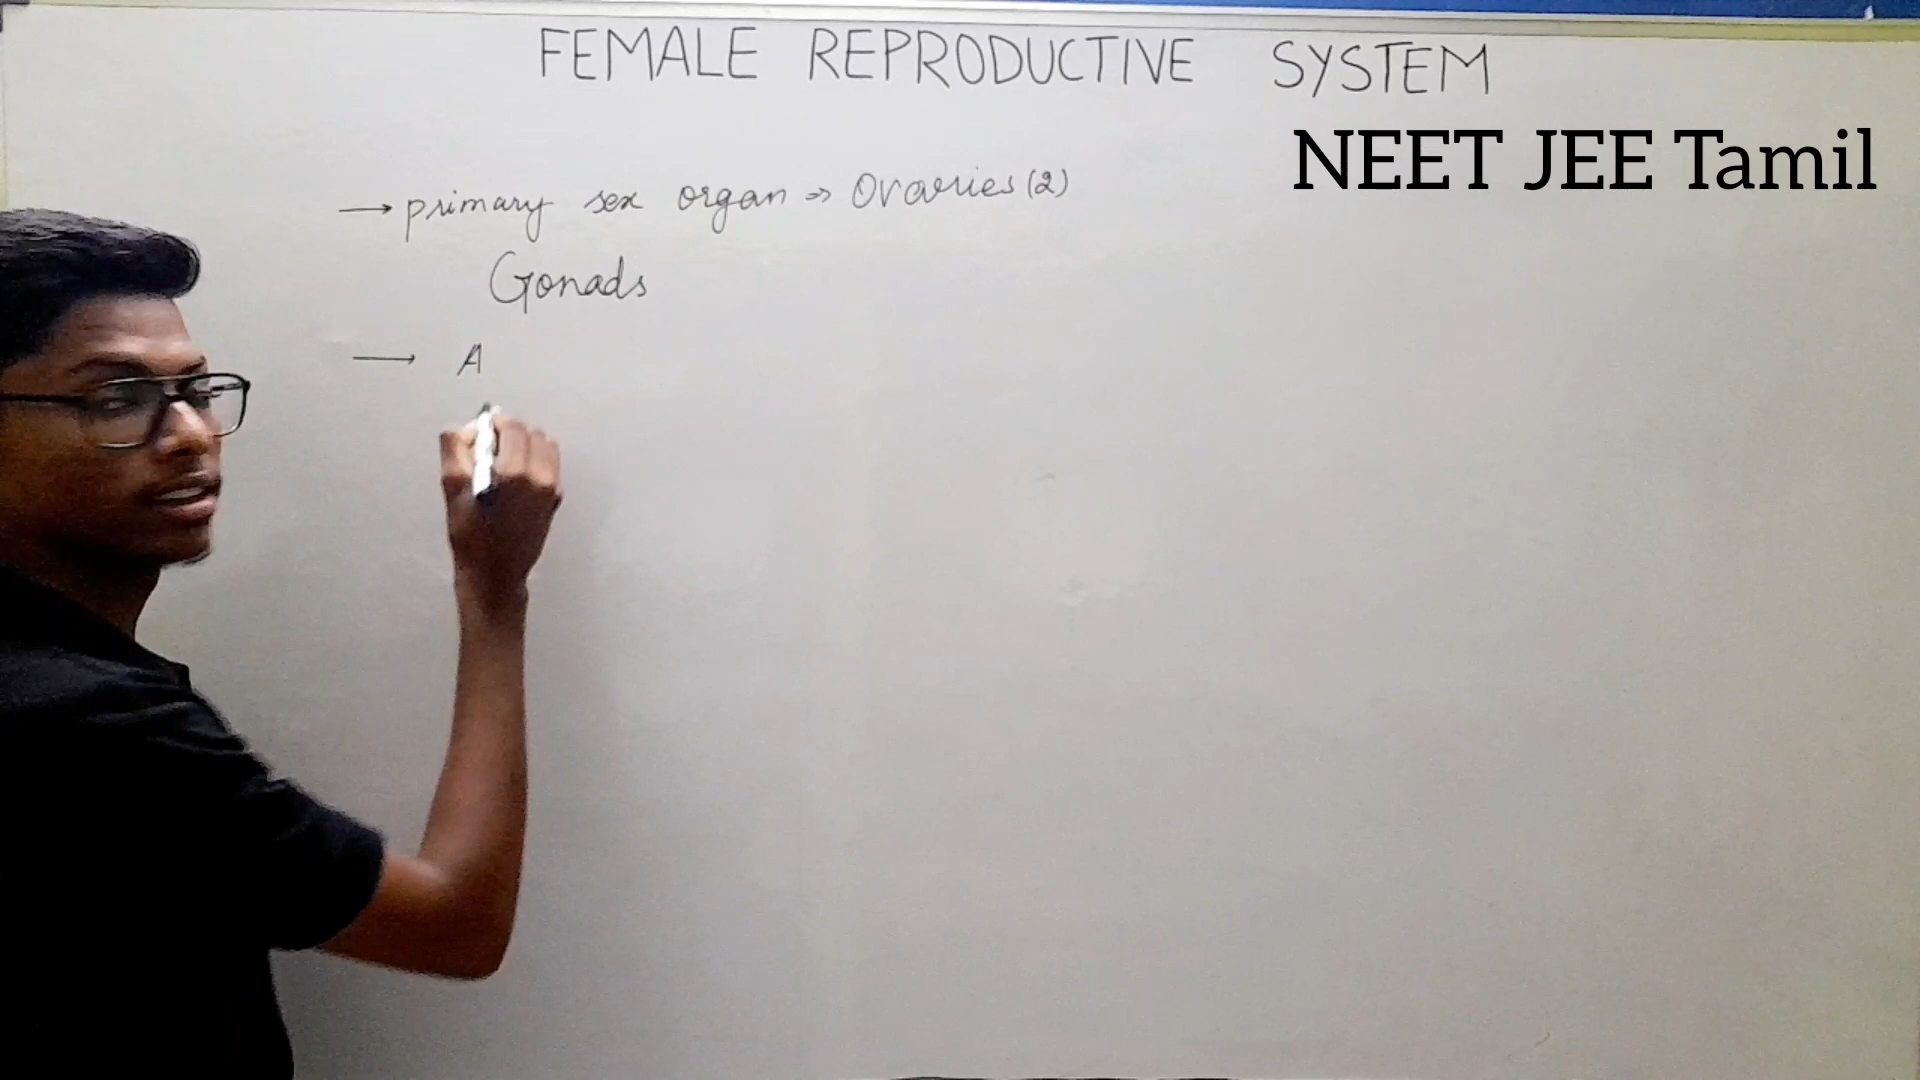 FEMALE REPRODUCTIVE SYSTEM
NEET JEE Tamil
→ primary sex organ ⇒ Ovaries (2)
Gonads
→ A